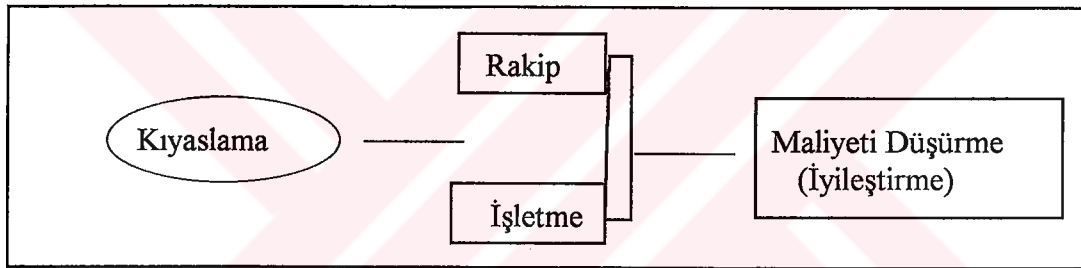 Rakip
Kıyaslama
İşletme
Maliyeti Düşürme
(İyileştirme)